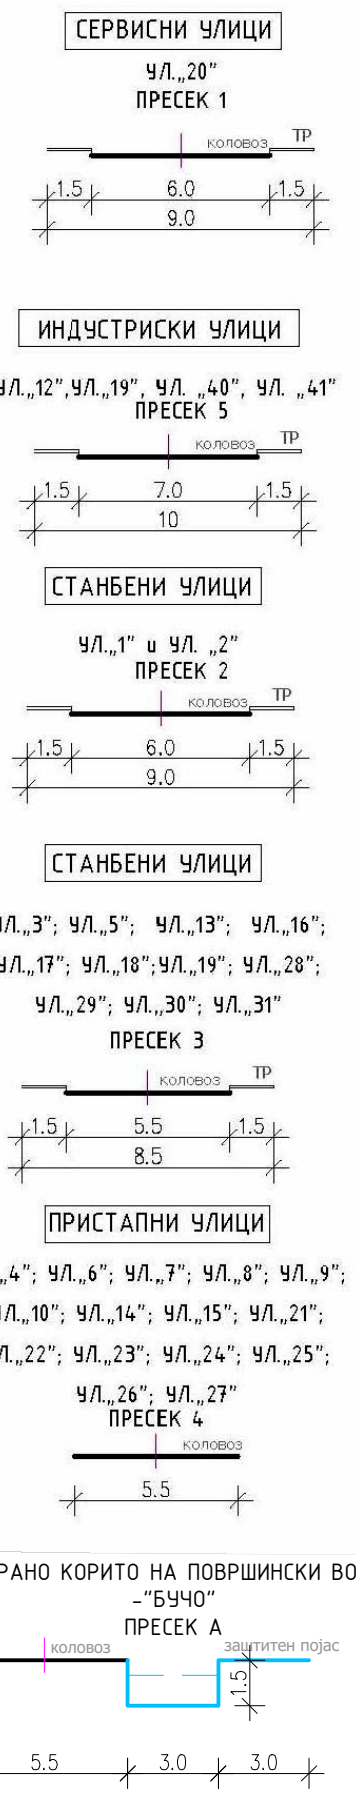 СЕРВИСНИ УЛИЦИ
УЛ.„20”
ПРЕСЕК 1
КОЛОВОЗ ТР
1.5 6.0 1.5
9.0
ИНДУСТРИСКИ УЛИЦИ
УЛ.„12”,УЛ.„19”, УЛ. „40”, УЛ. „41”
ПРЕСЕК 5
КОЛОВОЗ ТР
1.5 7.0 1.5
10
СТАНБЕНИ УЛИЦИ
УЛ.„1” и УЛ. „2”
ПРЕСЕК 2
КОЛОВОЗ ТР
1.5 6.0 1.5
9.0
СТАНБЕНИ УЛИЦИ
УЛ.„3”; УЛ.„5”; УЛ.„13”; УЛ.„16”;
УЛ.„17”; УЛ.„18”;УЛ.„19”; УЛ.„28”;
УЛ.„29”; УЛ.„30”; УЛ.„31”
ПРЕСЕК 3
КОЛОВОЗ ТР
1.5 5.5 1.5
8.5
ПРИСТАПНИ УЛИЦИ
„4”; УЛ.„6”; УЛ.„7”; УЛ.„8”; УЛ.„9”;
УЛ.„10”; УЛ.„14”; УЛ.„15”; УЛ.„21”;
УЛ.„22”; УЛ.„23”; УЛ.„24”; УЛ.„25”;
УЛ.„26”; УЛ.„27”
ПРЕСЕК 4
КОЛОВОЗ
5.5
РАНО КОРИТО НА ПОВРШИНСКИ ВО
-”БУЧО”
ПРЕСЕК А
коловоз заштитен појас
1.5
5.5 3.0 3.0